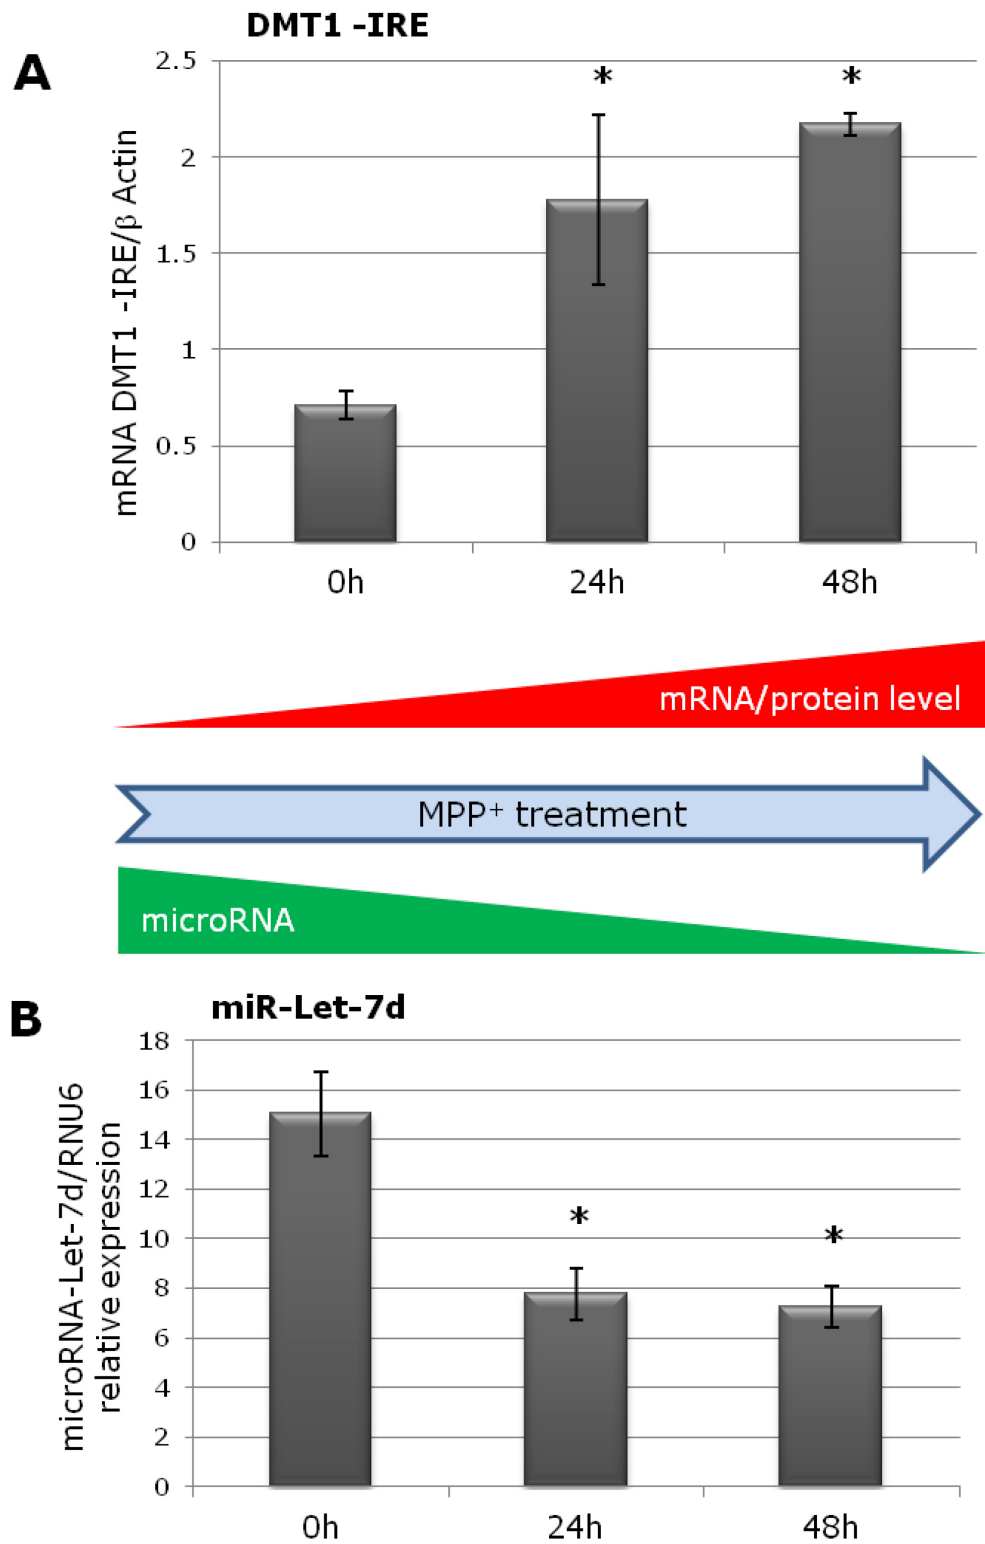 DMT1 -IRE
A
mRNA DMT1 -IRE/β Actin
2.5
2
1.5
1
0.5
0
*
*
0h
24h
48h
mRNA/protein level
MPP⁺ treatment
microRNA
B
miR-Let-7d
microRNA-Let-7d/RNU6
relative expression
18
16
14
12
10
8
6
4
2
0
*
*
0h
24h
48h